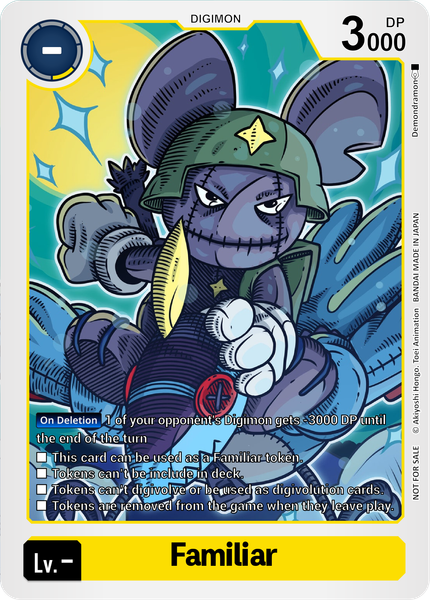 DIGIMON
-
DP
3000
Demondramon
© Akiyoshi Hongo. Toei Animation BANDAI MADE IN JAPAN
NOT FOR SALE
On Deletion 1 of your opponent's Digimon gets -3000 DP until
the end of the turn
This card can be used as a Familiar token.
Tokens can't be include in deck.
Tokens can't digivolve or be used as digivolution cards.
Tokens are removed from the game when they leave play.
Lv.-
Familiar